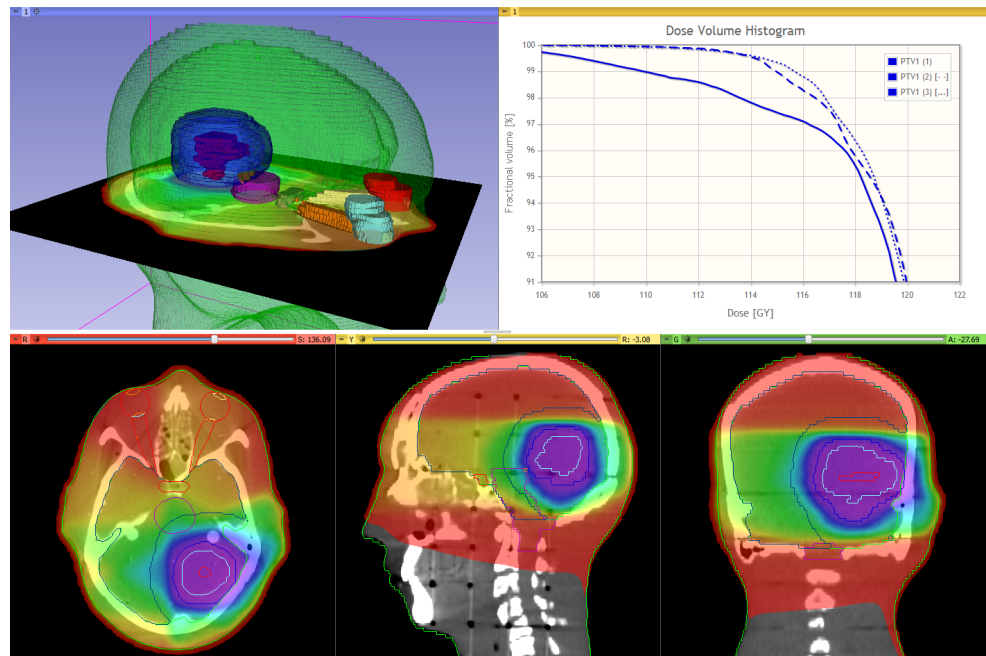 1
1
Dose Volume Histogram
PTV1 (1)
PTV1 (2) [- -]
PTV1 (3) [...]
Fractional volume [%]
100
99
98
97
96
95
94
93
92
91
106
108
110
112
114
116
118
120
122
Dose [GY]
R
S: 136.09
Y
R: -3.08
G
A: -27.69